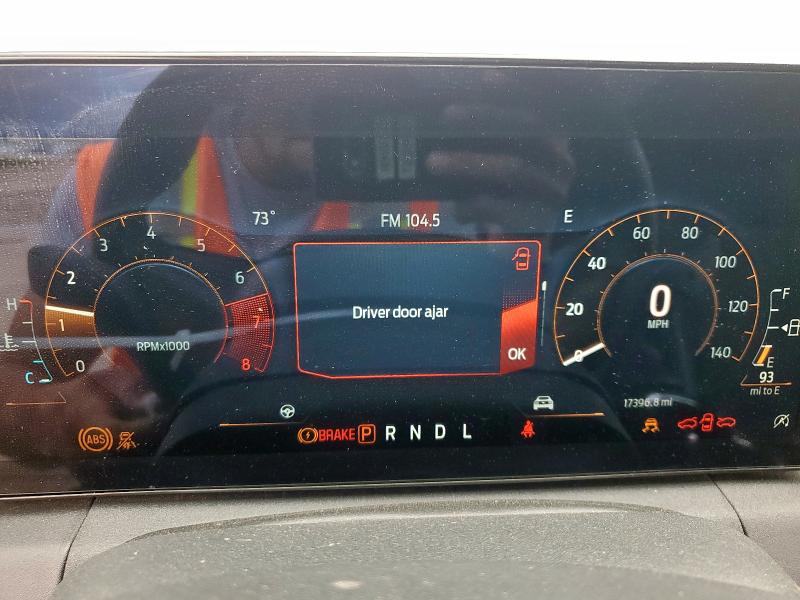 73° FM 104.5 E
Driver door ajar
OK
0 1 2 3 4 5 6 7 8
RPMx1000
H
C
0 20 40 60 80 100 120 140
0
MPH
F
E
93
mi to E
17396.8 mi
ABS
BRAKE P R N D L